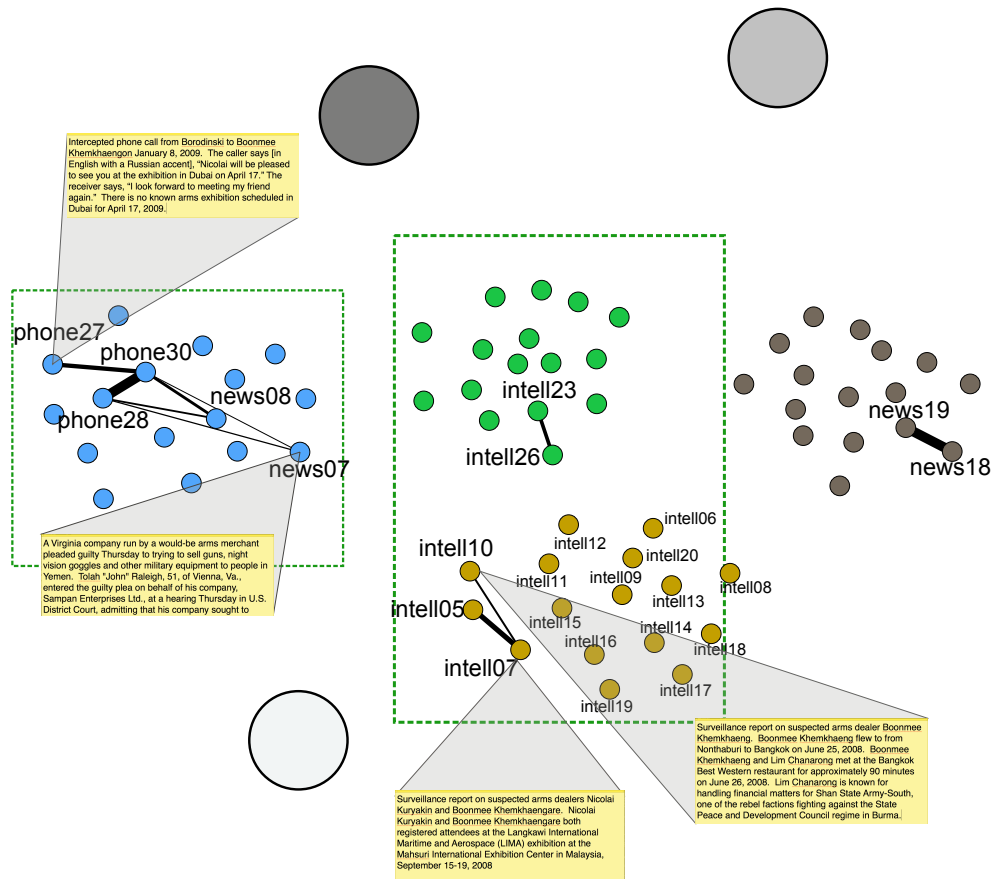 Intercepted phone call from Borodinski to Boonmee
Khemkhaengon January 8, 2009.  The caller says [in
English with a Russian accent], “Nicolai will be pleased
to see you at the exhibition in Dubai on April 17.” The
receiver says, “I look forward to meeting my friend
again.”  There is no known arms exhibition scheduled in
Dubai for April 17, 2009.
phone27
phone30
phone28
news08
news07
intell23
intell26
news19
news18
A Virginia company run by a would-be arms merchant
pleaded guilty Thursday to trying to sell guns, night
vision goggles and other military equipment to people in
Yemen.  Tolah "John" Raleigh, 51, of Vienna, Va.,
entered the guilty plea on behalf of his company,
Sampan Enterprises Ltd., at a hearing Thursday in U.S.
District Court, admitting that his company sought to
intell10
intell12
intell06
intell20
intell11
intell09
intell08
intell13
intell05
intell15
intell14
intell16
intell18
intell07
intell17
intell19
Surveillance report on suspected arms dealer Boonmee
Khemkhaeng.  Boonmee Khemkhaeng flew to from
Nonthaburi to Bangkok on June 25, 2008.  Boonmee
Khemkhaeng and Lim Chanarong met at the Bangkok
Best Western restaurant for approximately 90 minutes
on June 26, 2008.  Lim Chanarong is known for
handling financial matters for Shan State Army-South,
one of the rebel factions fighting against the State
Peace and Development Council regime in Burma.
Surveillance report on suspected arms dealers Nicolai
Kuryakin and Boonmee Khemkhaengare.  Nicolai
Kuryakin and Boonmee Khemkhaengare both
registered attendees at the Langkawi International
Maritime and Aerospace (LIMA) exhibition at the
Mahsuri International Exhibition Center in Malaysia,
September 15-19, 2008